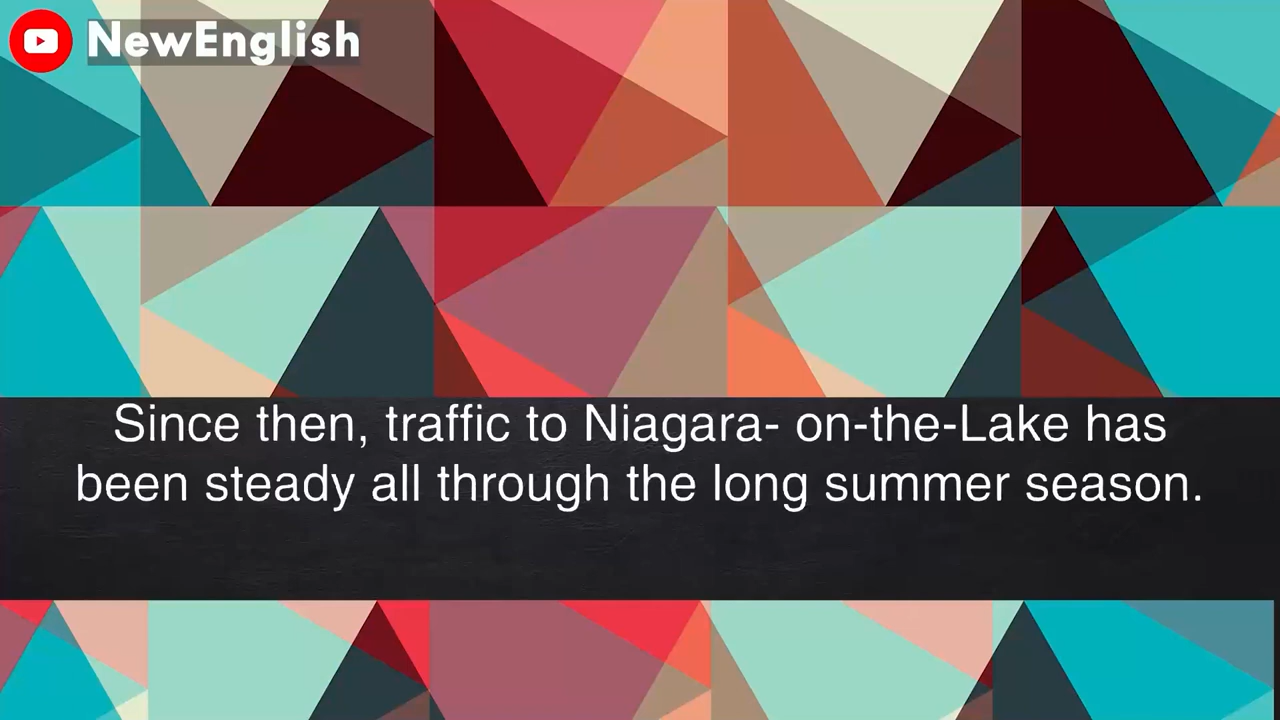 NewEnglish
Since then, traffic to Niagara- on-the-Lake has
been steady all through the long summer season.